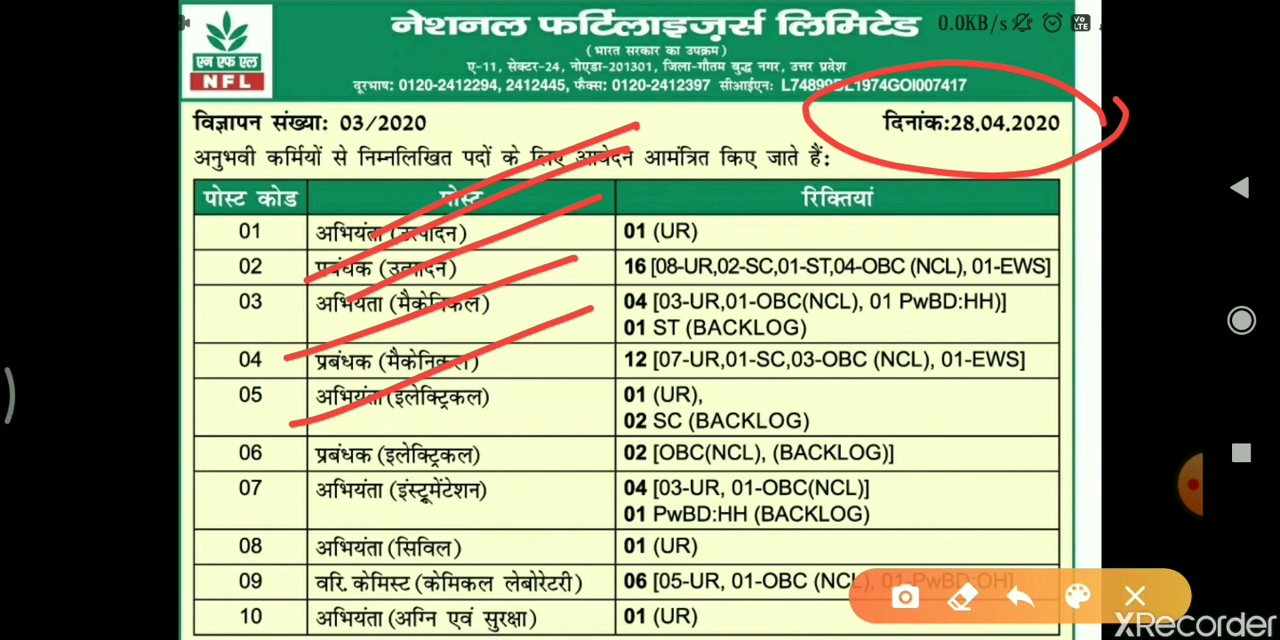 नेशनल फर्टिलाइज़र्स लिमिटेड
0.0KB/s
Vo LTE
एन एफ एल
NFL
(भारत सरकार का उपक्रम)
ए-11, सेक्टर-24, नोएडा-201301, जिला-गौतम बुद्ध नगर, उत्तर प्रदेश
दूरभाष: 0120-2412294, 2412445, फैक्स: 0120-2412397 सीआईएन: L74899DL1974GOI007417
विज्ञापन संख्या: 03/2020 दिनांक:28.04.2020
अनुभवी कर्मियों से निम्नलिखित पदों के लिए आवेदन आमंत्रित किए जाते हैं:
पोस्ट कोड पोस्ट रिक्तियां
01 अभियंता (उत्पादन) 01 (UR)
02 प्रबंधक (उत्पादन) 16 [08-UR,02-SC,01-ST,04-OBC (NCL), 01-EWS]
03 अभियंता (मैकेनिकल) 04 [03-UR,01-OBC(NCL), 01 PwBD:HH)]
01 ST (BACKLOG)
04 प्रबंधक (मैकेनिकल) 12 [07-UR,01-SC,03-OBC (NCL), 01-EWS]
05 अभियंता (इलेक्ट्रिकल) 01 (UR),
02 SC (BACKLOG)
06 प्रबंधक (इलेक्ट्रिकल) 02 [OBC(NCL), (BACKLOG)]
07 अभियंता (इंस्ट्रूमेंटेशन) 04 [03-UR, 01-OBC(NCL)]
01 PwBD:HH (BACKLOG)
08 अभियंता (सिविल) 01 (UR)
09 वरि. केमिस्ट (केमिकल लेबोरेटरी) 06 [05-UR, 01-OBC (NCL), 01-PwBD:OH]
10 अभियंता (अग्नि एवं सुरक्षा) 01 (UR)
XRecorder